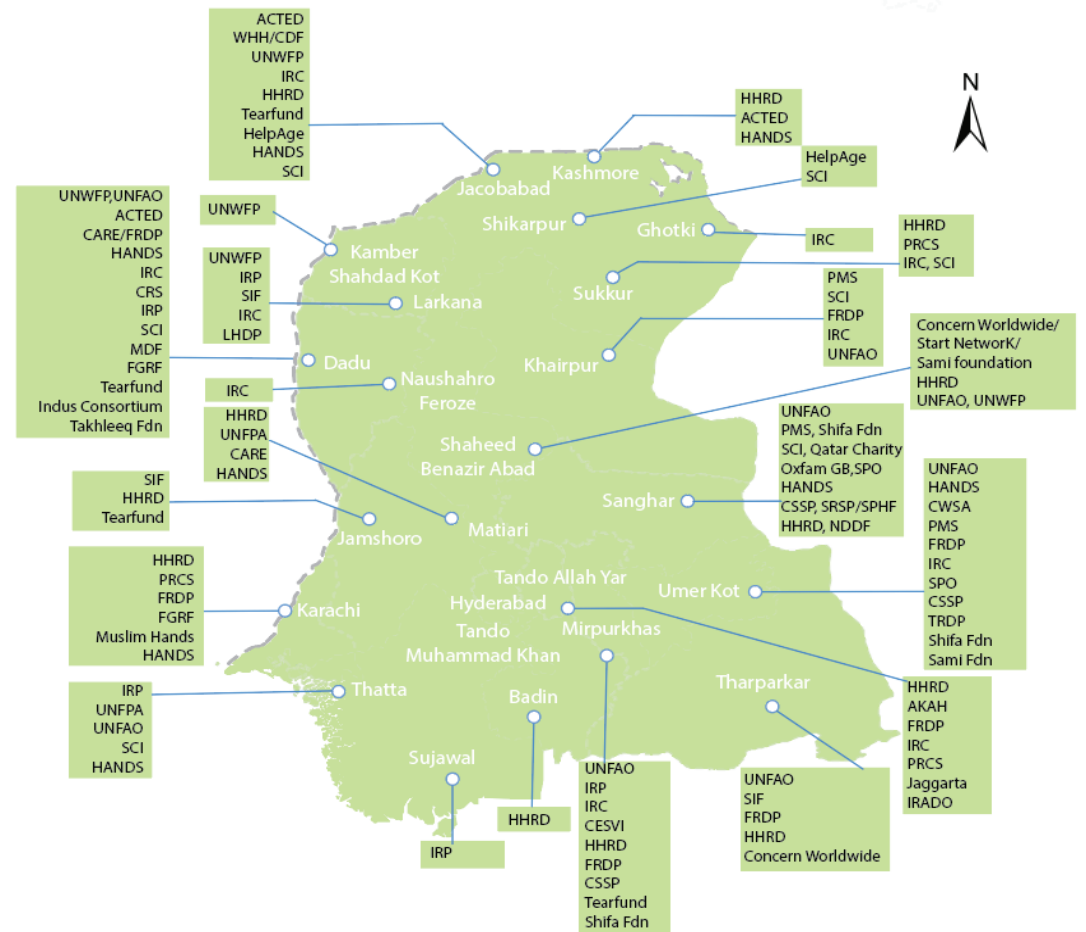 ACTED
WHH/CDF
UNWFP
IRC
HHRD
Tearfund
HelpAge
HANDS
SCI
N
HHRD
ACTED
HANDS
HelpAge
SCI
Jacobabad
Kashmore
Shikarpur
Ghotki
IRC
HHRD
PRCS
IRC, SCI
Sukkur
UNWFP,UNFAO
ACTED
CARE/FRDP
HANDS
IRC
CRS
IRP
SCI
MDF
FGRF
Tearfund
Indus Consortium
Takhleeq Fdn
UNWFP
Kamber
Shahdad Kot
UNWFP
IRP
SIF
IRC
LHDP
Larkana
PMS
SCI
FRDP
IRC
UNFAO
Khairpur
Dadu
IRC
Naushahro
Feroze
Concern Worldwide/
Start NetworK/
Sami foundation
HHRD
UNFAO, UNWFP
Shaheed
Benazir Abad
HHRD
UNFPA
CARE
HANDS
Matiari
UNFAO
PMS, Shifa Fdn
SCI, Qatar Charity
Oxfam GB,SPO
HANDS
CSSP, SRSP/SPHF
HHRD, NDDF
Sanghar
SIF
HHRD
Tearfund
Jamshoro
UNFAO
HANDS
CWSA
PMS
FRDP
IRC
SPO
CSSP
TRDP
Shifa Fdn
Sami Fdn
Umer Kot
HHRD
PRCS
FRDP
FGRF
Muslim Hands
HANDS
Karachi
Tando Allah Yar
Hyderabad
Mirpurkhas
Tando
Muhammad Khan
IRP
UNFPA
UNFAO
SCI
HANDS
Thatta
Badin
Tharparkar
HHRD
AKAH
FRDP
IRC
PRCS
Jaggarta
IRADO
Sujawal
IRP
HHRD
UNFAO
IRP
IRC
CESVI
HHRD
FRDP
CSSP
Tearfund
Shifa Fdn
UNFAO
SIF
FRDP
HHRD
Concern Worldwide